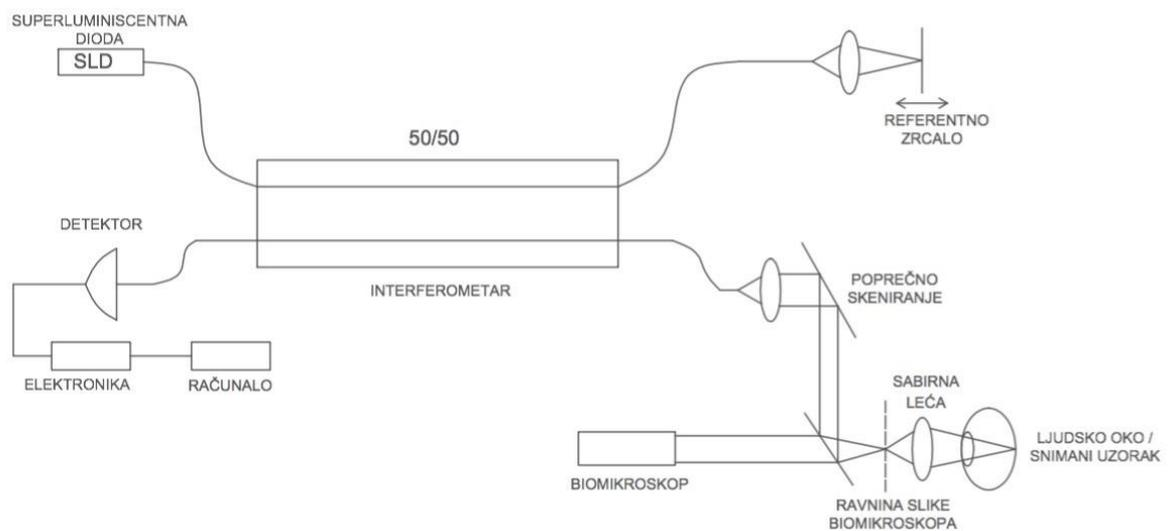 SUPERLUMINISCENTNA
DIODA
SLD
50/50
REFERENTNO
ZRCALO
DETEKTOR
INTERFEROMETAR
POPREČNO
SKENIRANJE
ELEKTRONIKA
RAČUNALO
SABIRNA
LEĆA
LJUDSKO OKO /
SNIMANI UZORAK
BIOMIKROSKOP
RAVNINA SLIKE
BIOMIKROSKOPA